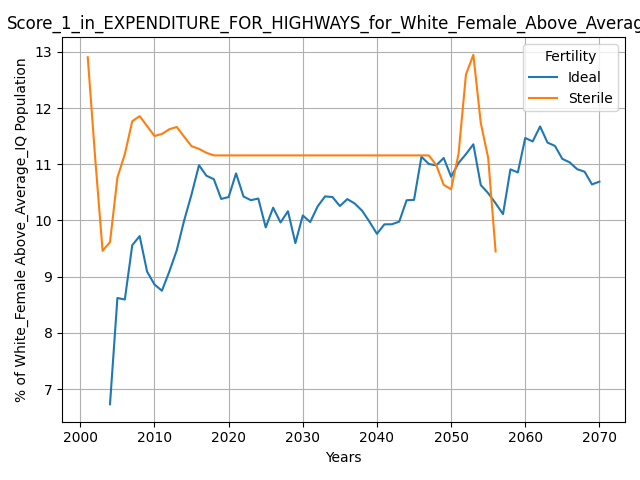 Score_1_in_EXPENDITURE_FOR_HIGHWAYS_for_White_Female_Above_Averag
% of White_Female Above_Average_IQ Population
13
12
11
10
9
8
7
Fertility
Ideal
Sterile
2000 2010 2020 2030 2040 2050 2060 2070
Years